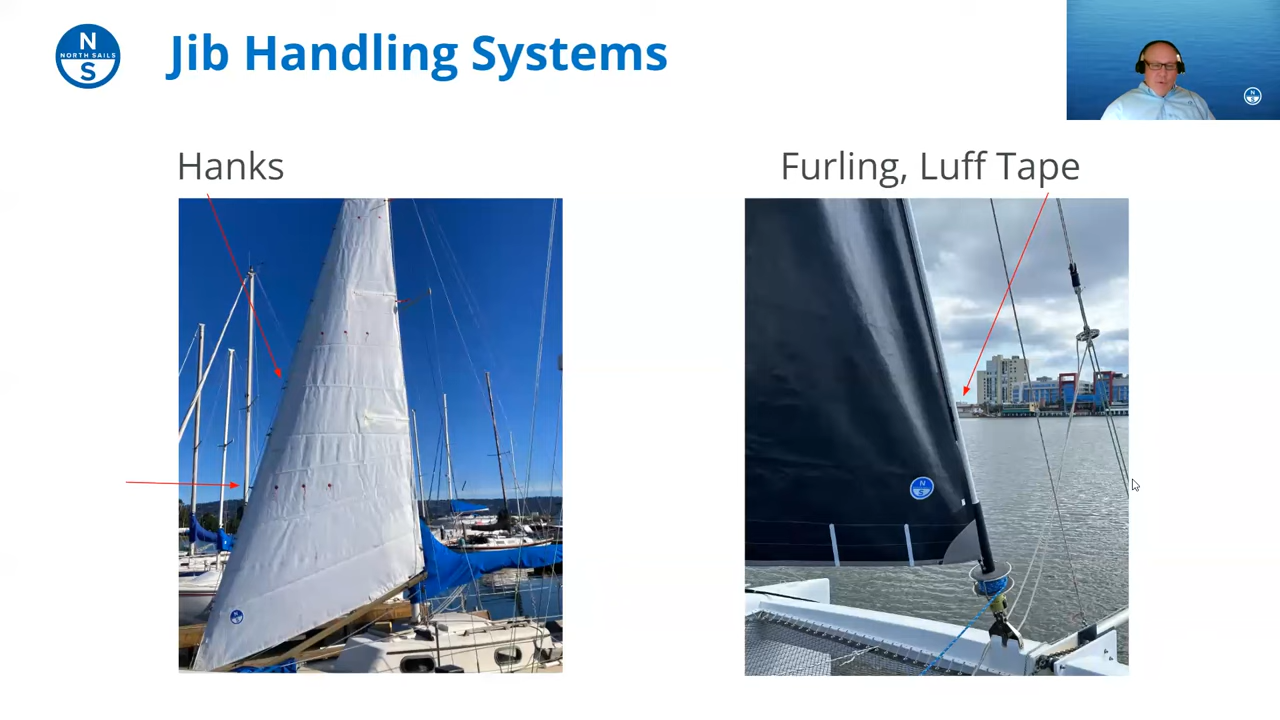 N
NORTH SAILS
S
Jib Handling Systems
Hanks
Furling, Luff Tape
N
S